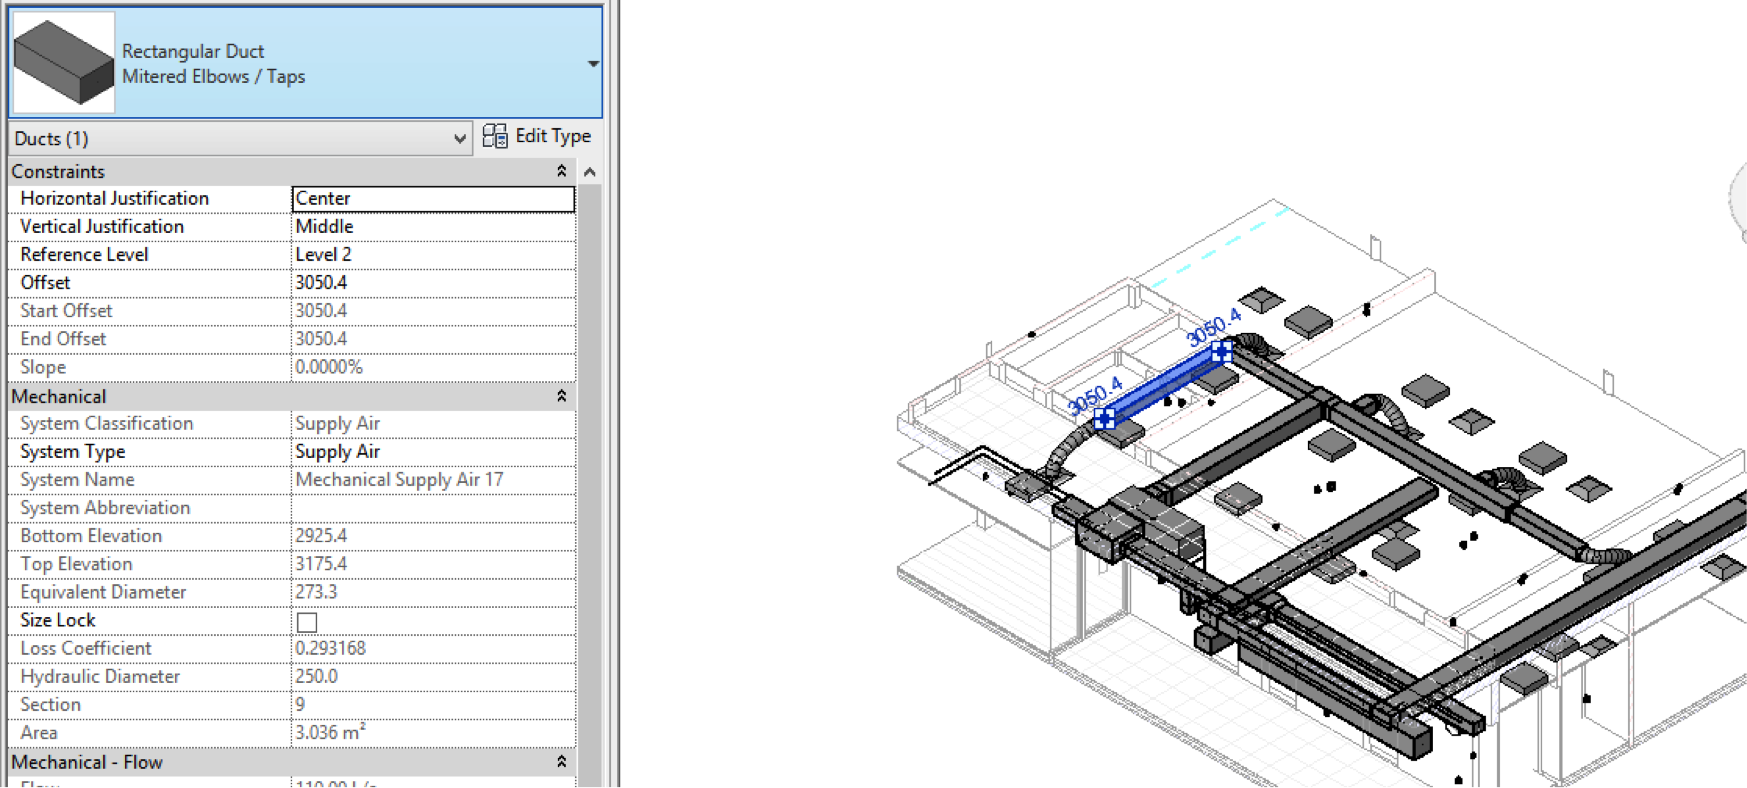 Rectangular Duct
Mitered Elbows / Taps
Ducts (1)
Edit Type
Constraints
Horizontal Justification Center
Vertical Justification Middle
Reference Level Level 2
Offset 3050.4
Start Offset 3050.4
End Offset 3050.4
Slope 0.0000%
Mechanical
System Classification Supply Air
System Type Supply Air
System Name Mechanical Supply Air 17
System Abbreviation
Bottom Elevation 2925.4
Top Elevation 3175.4
Equivalent Diameter 273.3
Size Lock
Loss Coefficient 0.293168
Hydraulic Diameter 250.0
Section 9
Area 3.036 m²
Mechanical - Flow
3050.4
3050.4